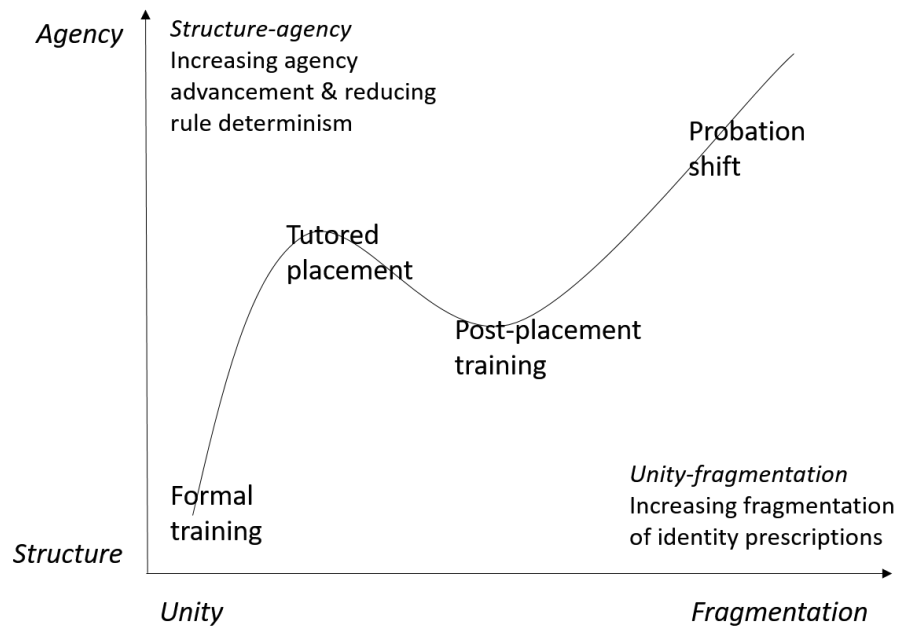 Agency
Structure-agency
Increasing agency
advancement & reducing
rule determinism
Probation
shift
Tutored
placement
Post-placement
training
Formal
training
Unity-fragmentation
Increasing fragmentation
of identity prescriptions
Structure
Unity
Fragmentation